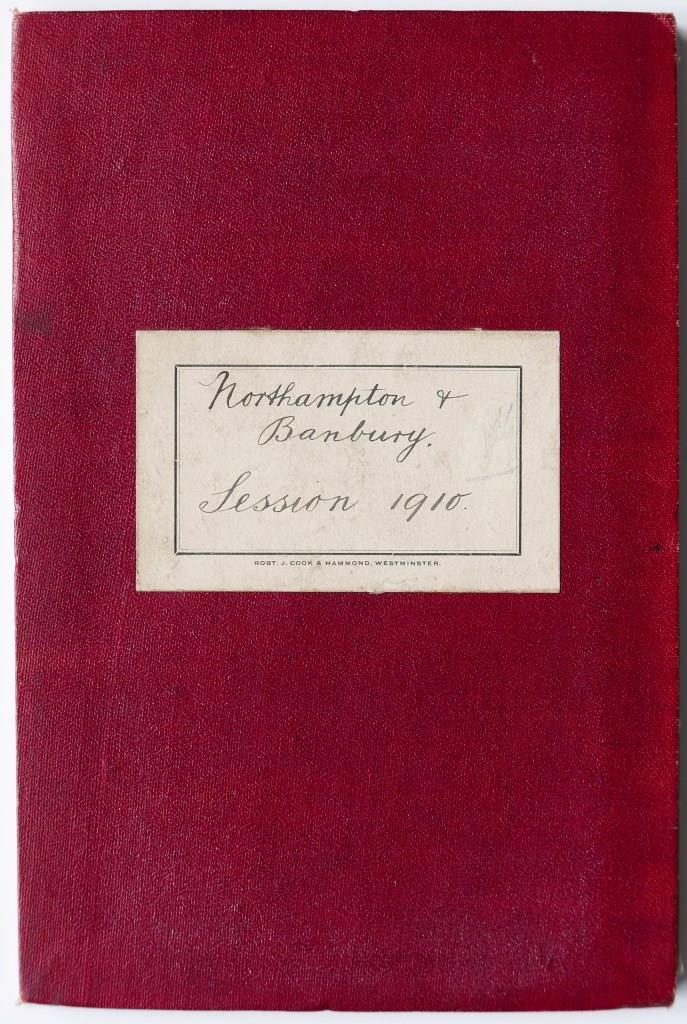 Northampton &
Banbury.
Session 1910.
ROBT. J. COOK & HAMMOND, WESTMINSTER.